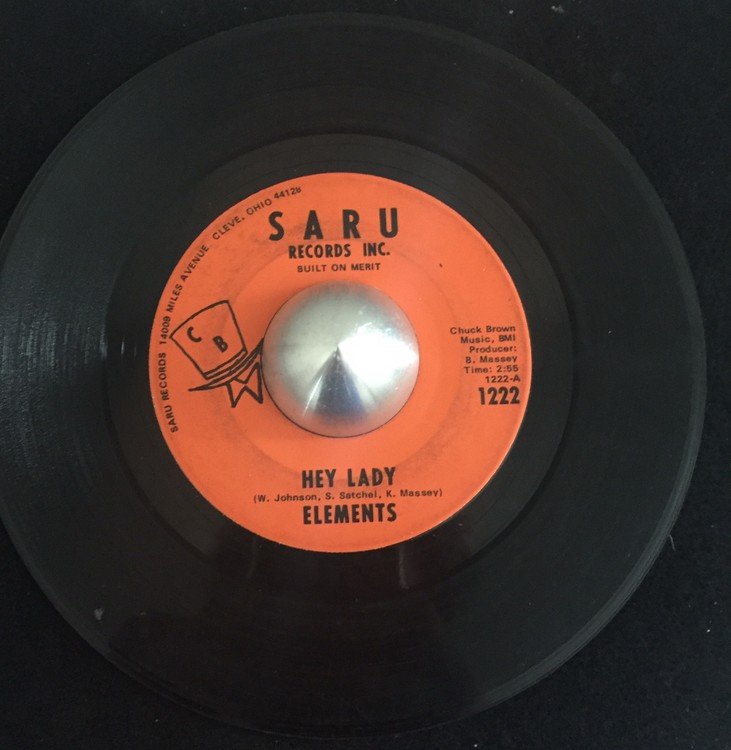 SARU RECORDS 14009 MILES AVENUE CLEVE. OHIO 44128
SARU
RECORDS INC.
BUILT ON MERIT
C
B
Chuck Brown
Music, BMI
Producer:
B. Massey
Time: 2:55
1222-A
1222
HEY LADY
(W. Johnson, S. Satchel, K. Massey)
ELEMENTS